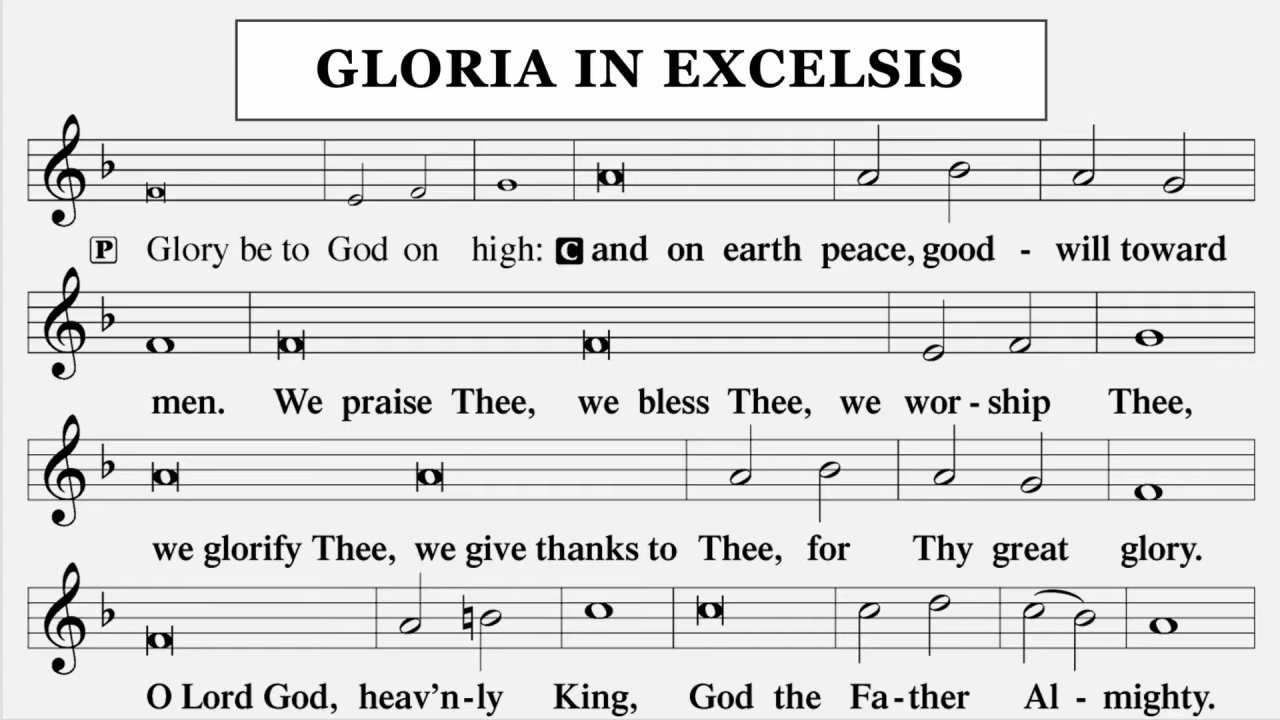 GLORIA IN EXCELSIS
P Glory be to God on high: C and on earth peace, good - will toward
men. We praise Thee, we bless Thee, we wor - ship Thee,
we glorify Thee, we give thanks to Thee, for Thy great glory.
O Lord God, heav’n - ly King, God the Fa - ther Al - mighty.